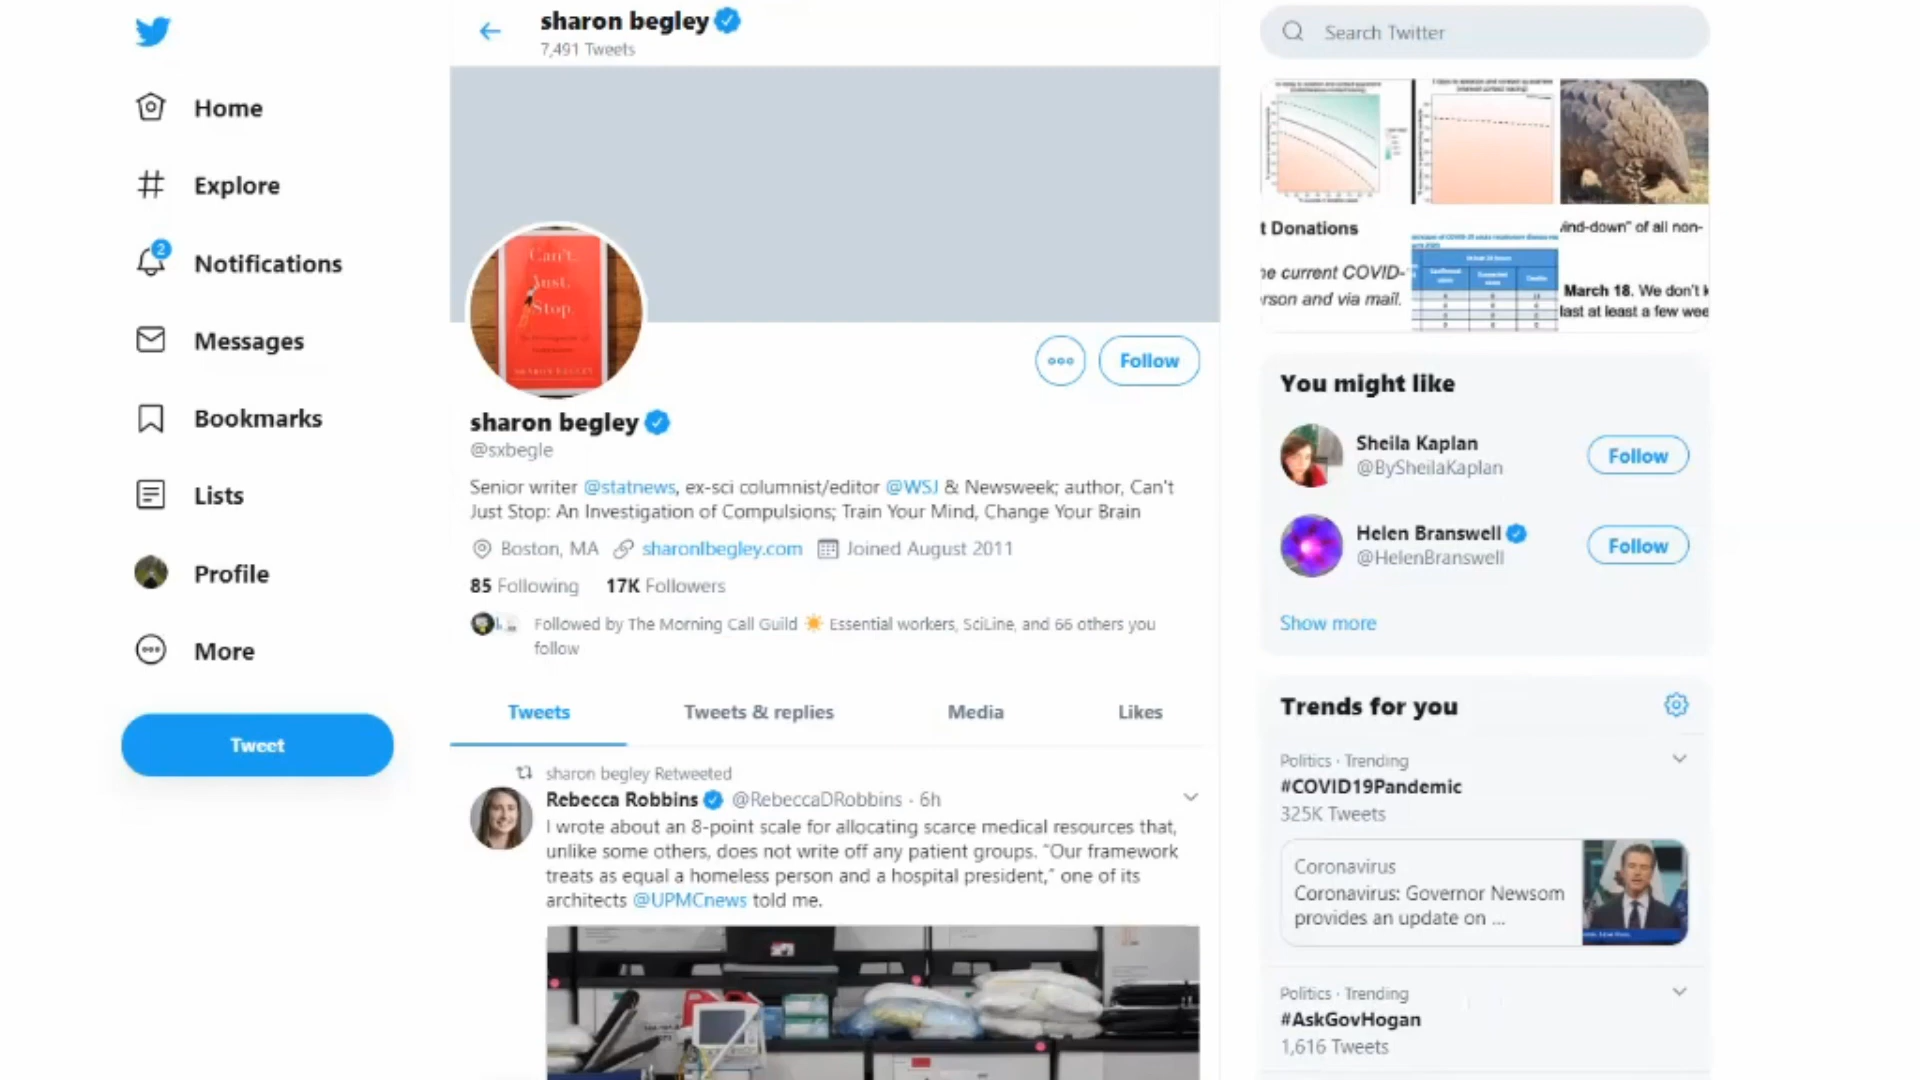 sharon begley
7,491 Tweets
Home
Explore
2
Notifications
Messages
Bookmarks
Lists
Profile
More
Tweet
Can't.
Just.
Stop.
SHARON BEGLEY
Follow
sharon begley
@sxbegle
Senior writer @statnews, ex-sci columnist/editor @WSJ & Newsweek; author, Can't
Just Stop: An Investigation of Compulsions; Train Your Mind, Change Your Brain
Boston, MA sharonlbegley.com Joined August 2011
85 Following 17K Followers
Followed by The Morning Call Guild ☀ Essential workers, SciLine, and 66 others you
follow
Tweets Tweets & replies Media Likes
sharon begley Retweeted
Rebecca Robbins @RebeccaDRobbins · 6h
I wrote about an 8-point scale for allocating scarce medical resources that,
unlike some others, does not write off any patient groups. “Our framework
treats as equal a homeless person and a hospital president,” one of its
architects @UPMCnews told me.
Search Twitter
t Donations
ne current COVID-
rson and via mail.
ind-down” of all non-
March 18. We don't k
last at least a few wee
You might like
Sheila Kaplan
@BySheilaKaplan
Follow
Helen Branswell
@HelenBranswell
Follow
Show more
Trends for you
Politics · Trending
#COVID19Pandemic
325K Tweets
Coronavirus
Coronavirus: Governor Newsom
provides an update on ...
Politics · Trending
#AskGovHogan
1,616 Tweets